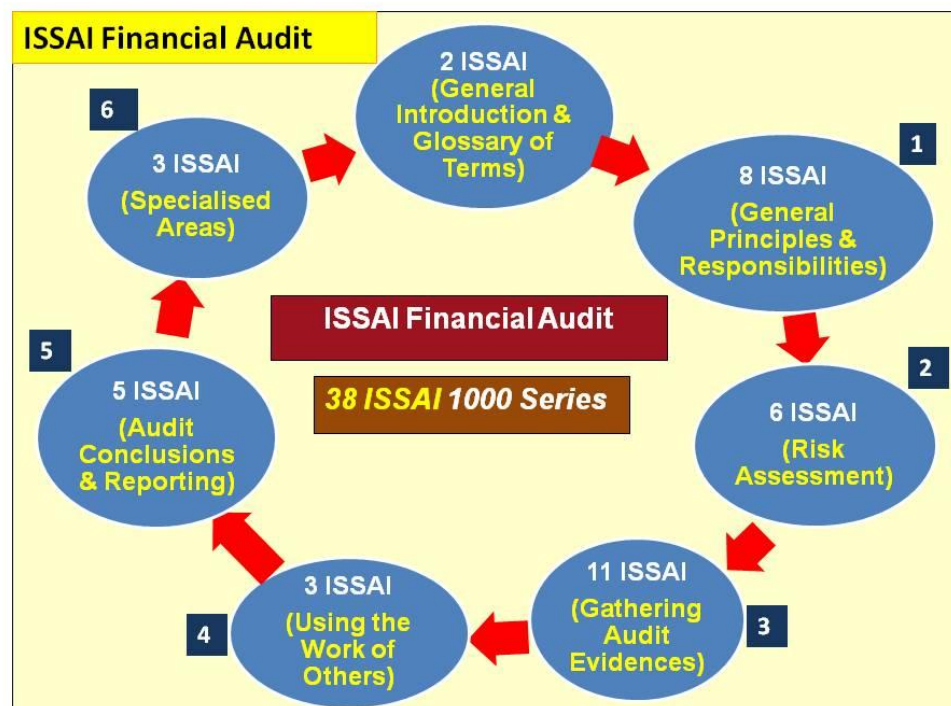 ISSAI Financial Audit
2 ISSAI
(General
Introduction &
Glossary of
Terms)
1
8 ISSAI
(General
Principles &
Responsibilities)
2
6 ISSAI
(Risk
Assessment)
3
11 ISSAI
(Gathering
Audit
Evidences)
4
3 ISSAI
(Using the
Work of
Others)
5
5 ISSAI
(Audit
Conclusions
& Reporting)
6
3 ISSAI
(Specialised
Areas)
ISSAI Financial Audit
38 ISSAI 1000 Series